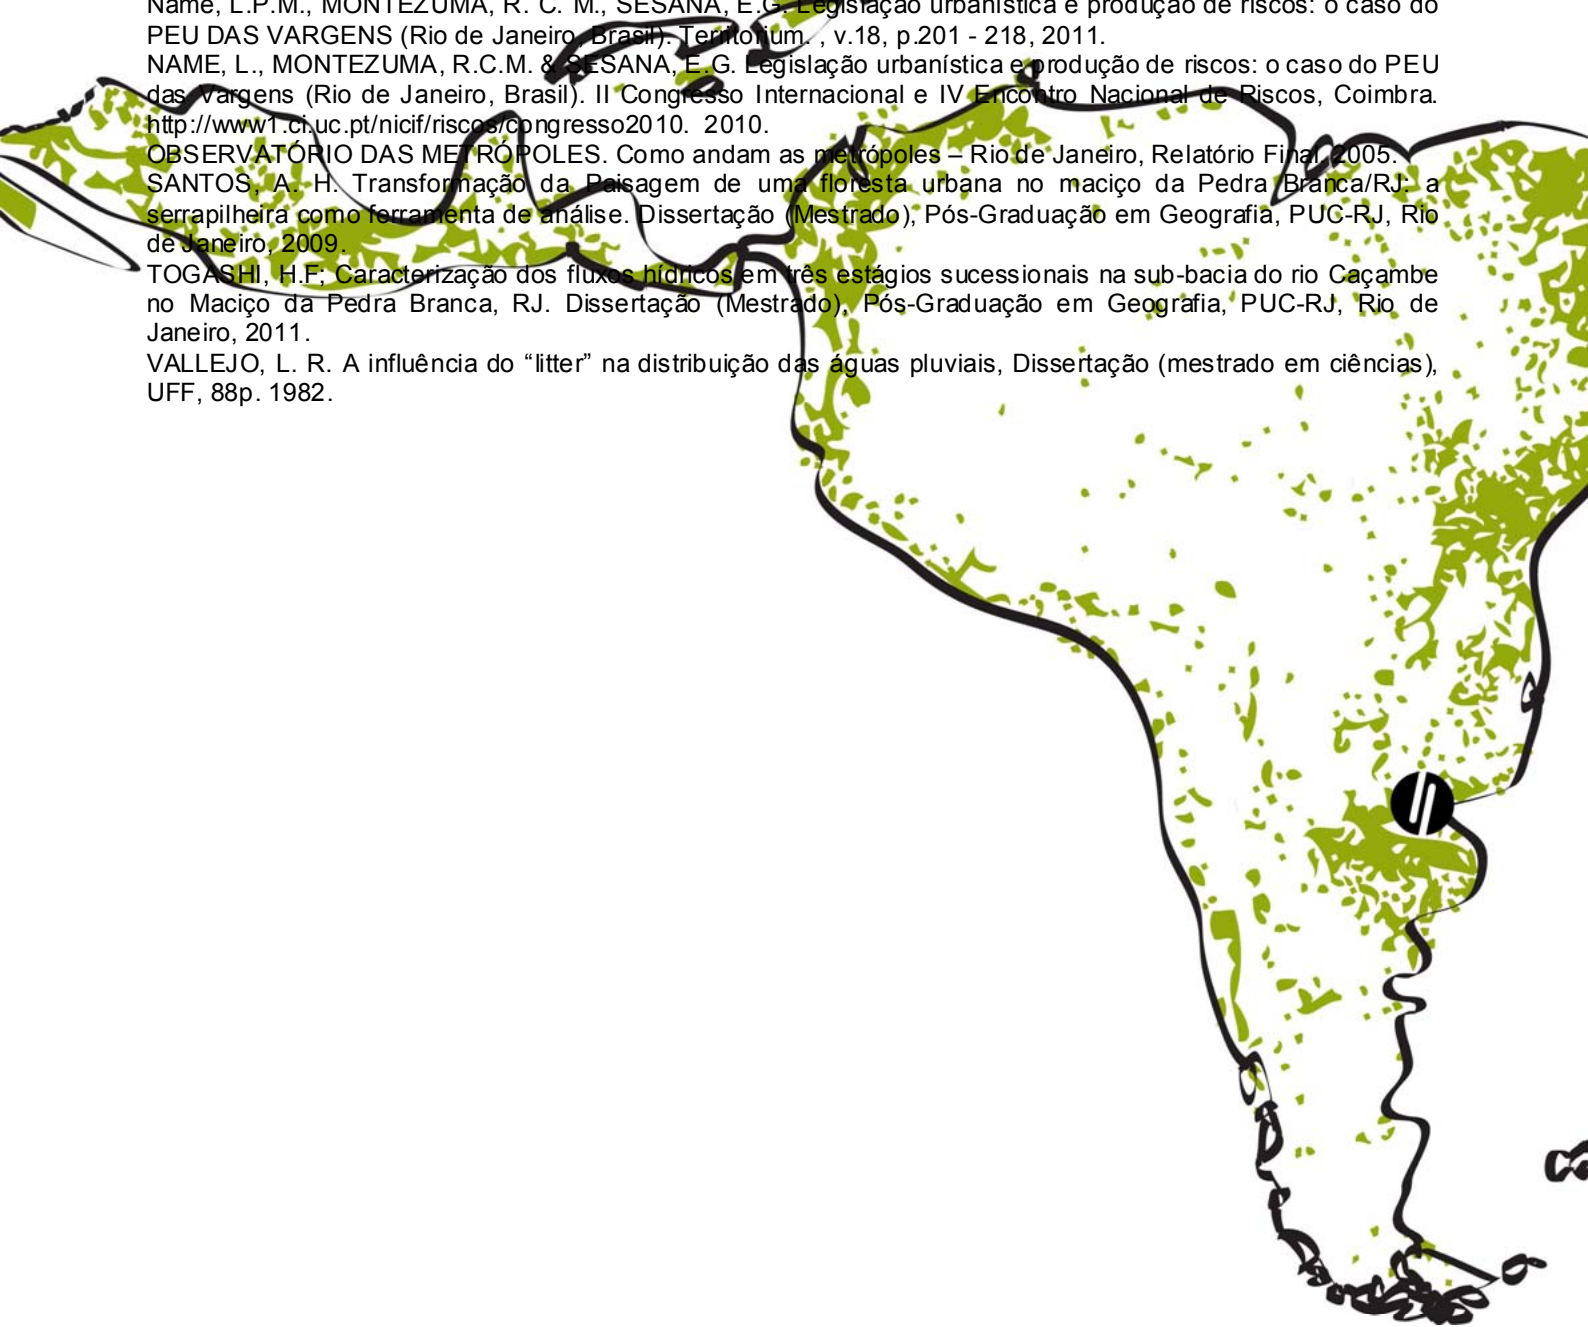 Name, L.P.M., MONTEZUMA, R. C. M., SESANA, E.G. Legislação urbanística e produção de riscos: o caso do
PEU DAS VARGENS (Rio de Janeiro, Brasil). Territorium. , v.18, p.201 - 218, 2011.
NAME, L., MONTEZUMA, R.C.M. & SESANA, E.G. Legislação urbanística e produção de riscos: o caso do PEU
das Vargens (Rio de Janeiro, Brasil). II Congresso Internacional e IV Encontro Nacional de Riscos, Coimbra.
http://www1.ci.uc.pt/nicif/riscos/congresso2010. 2010.
OBSERVATÓRIO DAS METRÓPOLES. Como andam as metrópoles – Rio de Janeiro, Relatório Final, 2005.
SANTOS, A. H. Transformação da Paisagem de uma floresta urbana no maciço da Pedra Branca/RJ: a
serrapilheira como ferramenta de análise. Dissertação (Mestrado), Pós-Graduação em Geografia, PUC-RJ, Rio
de Janeiro, 2009.
TOGASHI, H.F; Caracterização dos fluxos hídricos em três estágios sucessionais na sub-bacia do rio Caçambe
no Maciço da Pedra Branca, RJ. Dissertação (Mestrado), Pós-Graduação em Geografia, PUC-RJ, Rio de
Janeiro, 2011.
VALLEJO, L. R. A influência do “litter” na distribuição das águas pluviais, Dissertação (mestrado em ciências),
UFF, 88p. 1982.